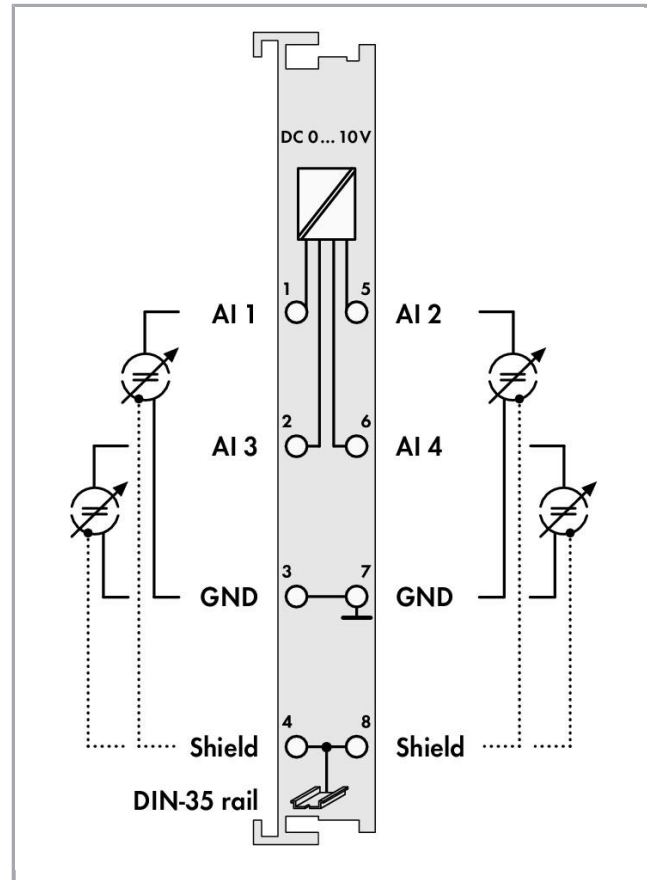 DC 0... 10 V
1 5
AI 1 AI 2
2 6
AI 3 AI 4
3 7
GND GND
4 8
Shield Shield
DIN-35 rail